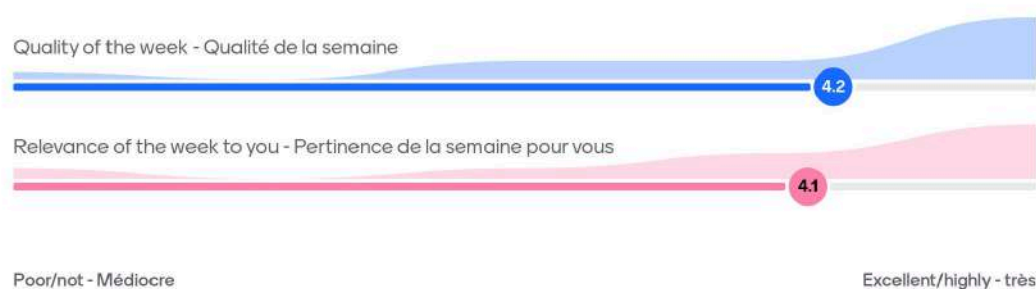 Quality of the week - Qualité de la semaine
4.2
Relevance of the week to you - Pertinence de la semaine pour vous
4.1
Poor/not - Médiocre
Excellent/highly - très